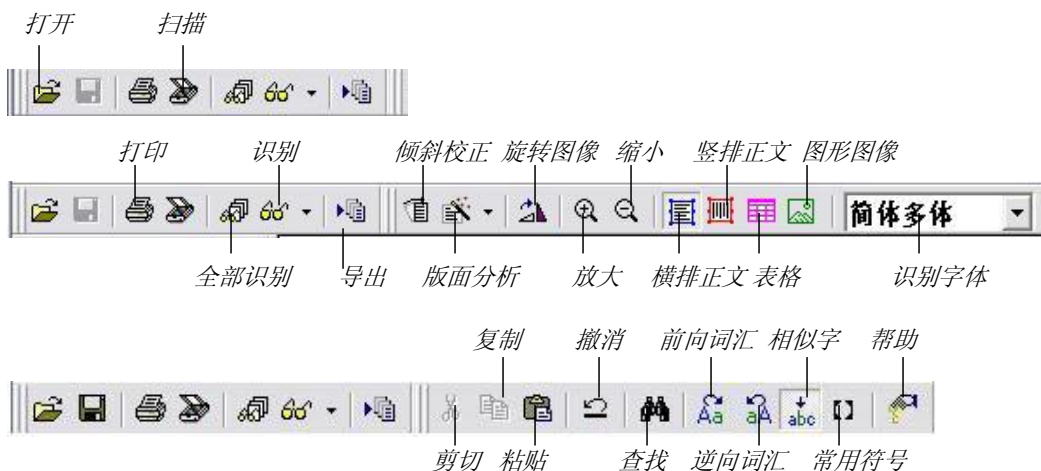 打开 扫描
打印 识别 倾斜校正 旋转图像 缩小 竖排正文 图形图像
简体多体
全部识别 导出 版面分析 放大 横排正文 表格 识别字体
复制 撤消 前向词汇 相似字 帮助
Aa aA abc
剪切 粘贴 查找 逆向词汇 常用符号